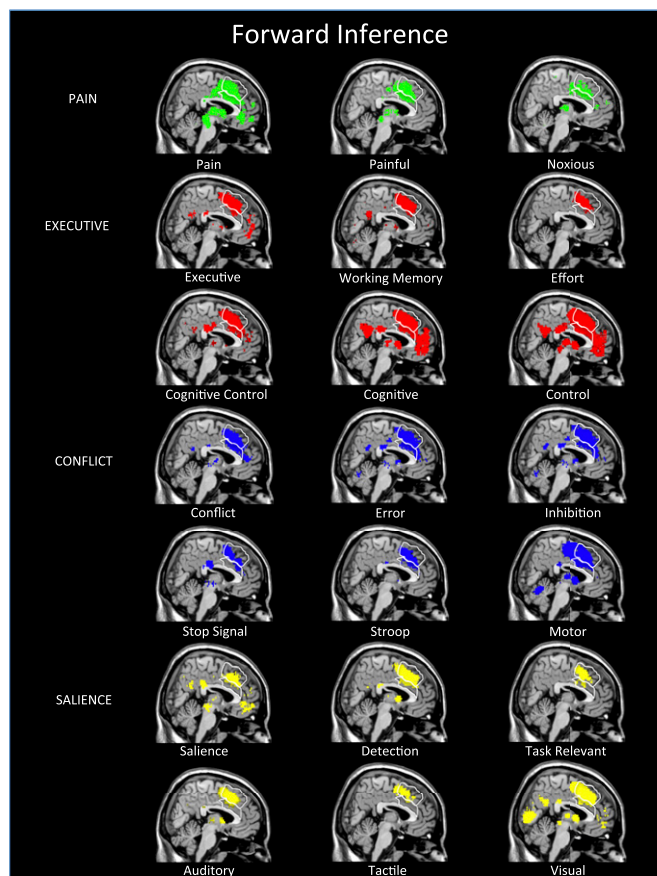 Forward Inference
PAIN
Pain Painful Noxious
EXECUTIVE
Executive Working Memory Effort
Cognitive Control Cognitive Control
CONFLICT
Conflict Error Inhibition
Stop Signal Stroop Motor
SALIENCE
Salience Detection Task Relevant
Auditory Tactile Visual